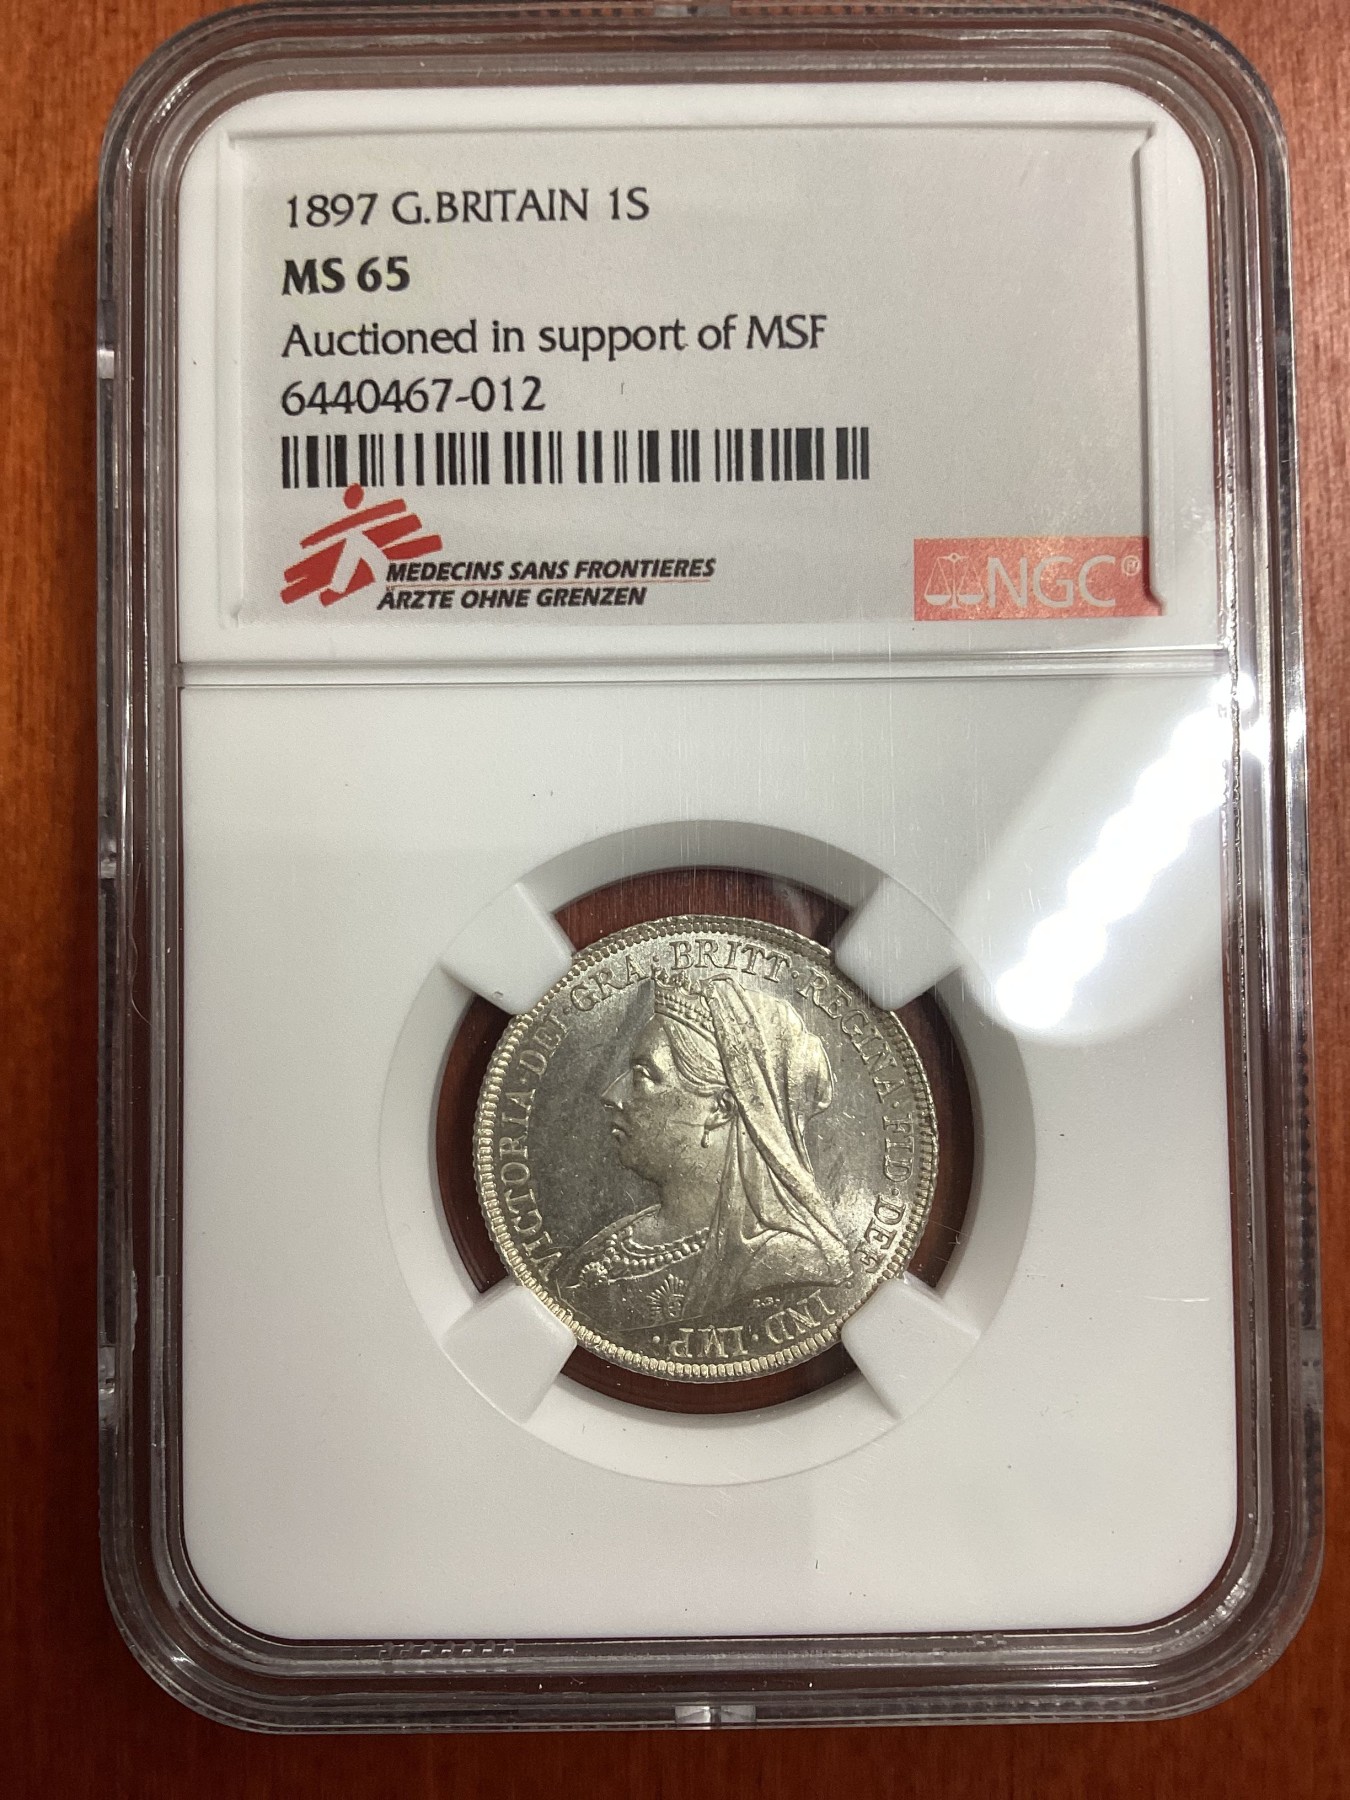 1897 G.BRITAIN 1S
MS 65
Auctioned in support of MSF
6440467-012
MEDECINS SANS FRONTIERES
ÄRZTE OHNE GRENZEN
NGC®
VICTORIA·DEI·GRA:BRITT·REGINA·FID·DEF·IND·IMP·
T.B.